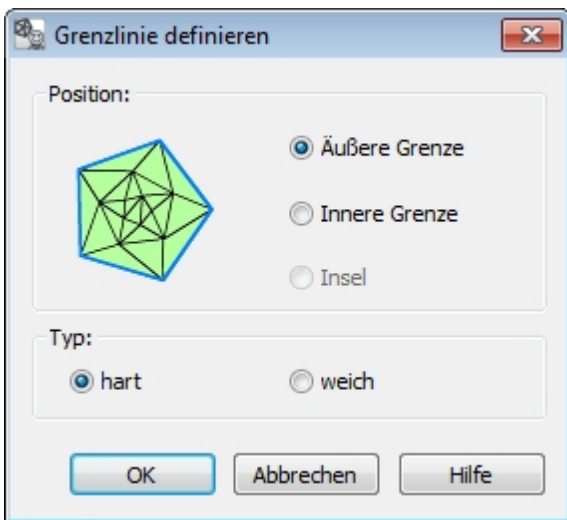 Grenzlinie definieren
Position:
Äußere Grenze
Innere Grenze
Insel
Typ:
hart weich
OK Abbrechen Hilfe